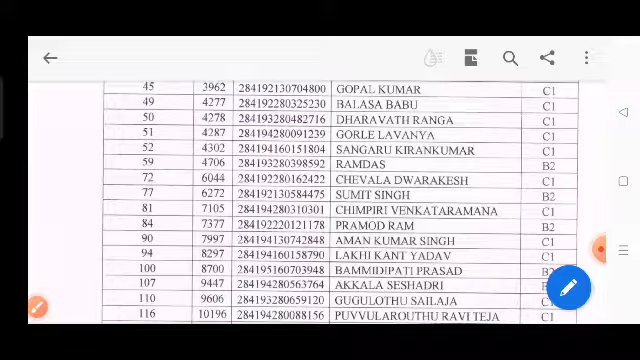 45 3962 284192130704800 GOPAL KUMAR C1
49 4277 284192280325230 BALASA BABU C1
50 4278 284193280482716 DHARAVATH RANGA C1
51 4287 284194280091239 GORLE LAVANYA C1
52 4302 284194160151804 SANGARU KIRANKUMAR C1
59 4706 284193280398592 RAMDAS B2
72 6044 284192280162422 CHEVALA DWARAKESH C1
77 6272 284192130584475 SUMIT SINGH B2
81 7105 284194280310301 CHIMPIRI VENKATARAMANA C1
84 7377 284192220121178 PRAMOD RAM B2
90 7997 284194130742848 AMAN KUMAR SINGH C1
94 8297 284194160158790 LAKHI KANT YADAV C1
100 8700 284195160703948 BAMMIDIPATI PRASAD B2
107 9447 284194280563764 AKKALA SESHADRI
110 9606 284193280659120 GUGULOTHU SAILAJA C1
116 10196 284194280088156 PUVVULAROUTHU RAVI TEJA C1